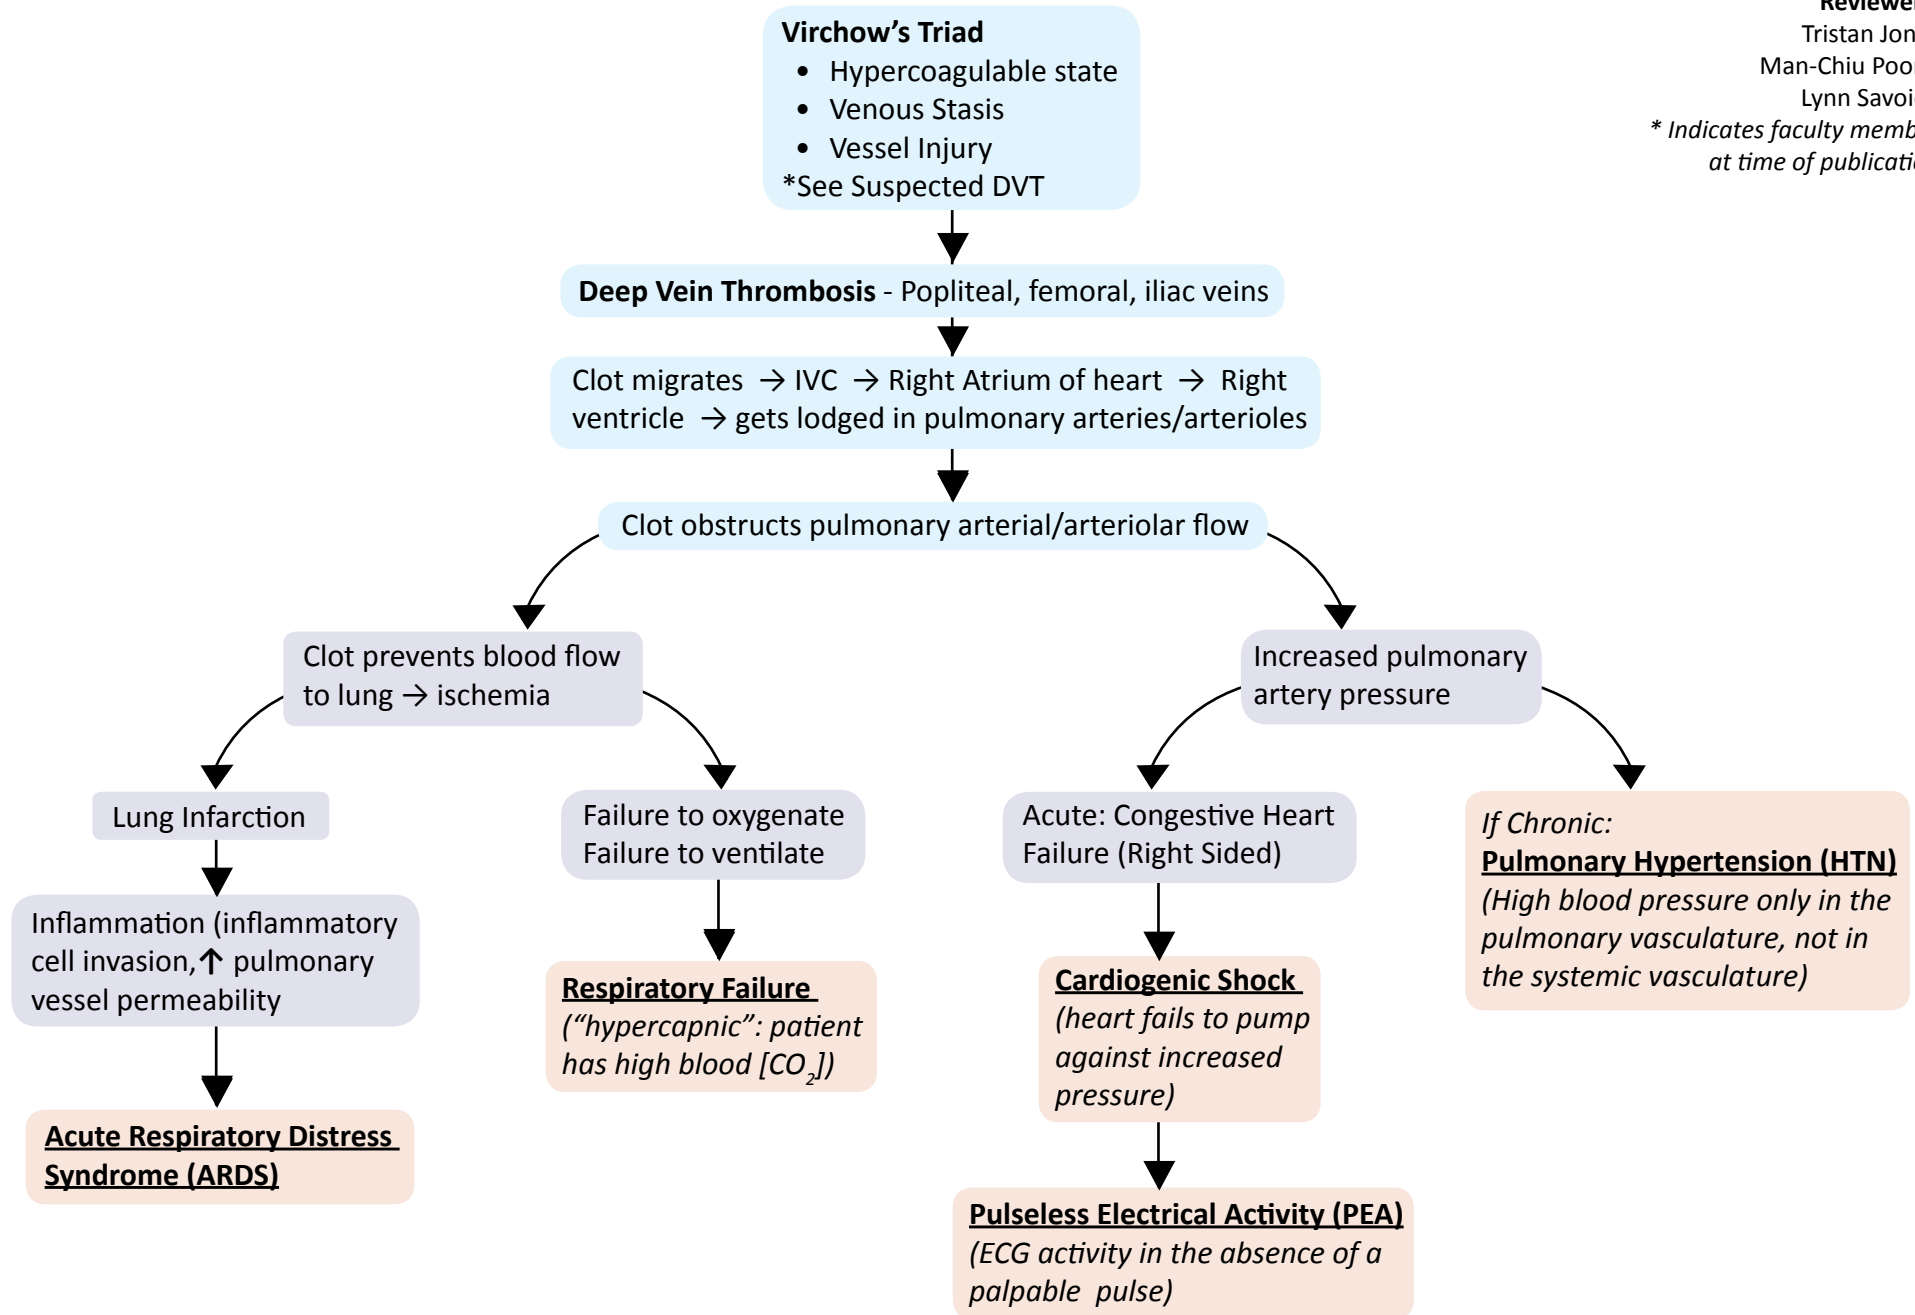 Virchow's Triad
• Hypercoagulable state
• Venous Stasis
• Vessel Injury
*See Suspected DVT
Tristan Jon
Man-Chiu Poo
Lynn Savoi
* Indicates faculty memb
at time of publicati
Deep Vein Thrombosis - Popliteal, femoral, iliac veins
Clot migrates → IVC → Right Atrium of heart → Right
ventricle → gets lodged in pulmonary arteries/arterioles
Clot obstructs pulmonary arterial/arteriolar flow
Clot prevents blood flow
to lung → ischemia
Increased pulmonary
artery pressure
Lung Infarction
Failure to oxygenate
Failure to ventilate
Acute: Congestive Heart
Failure (Right Sided)
If Chronic:
Pulmonary Hypertension (HTN)
(High blood pressure only in the
pulmonary vasculature, not in
the systemic vasculature)
Inflammation (inflammatory
cell invasion,↑ pulmonary
vessel permeability
Respiratory Failure
(“hypercapnic”: patient
has high blood [CO₂])
Cardiogenic Shock
(heart fails to pump
against increased
pressure)
Acute Respiratory Distress
Syndrome (ARDS)
Pulseless Electrical Activity (PEA)
(ECG activity in the absence of a
palpable pulse)